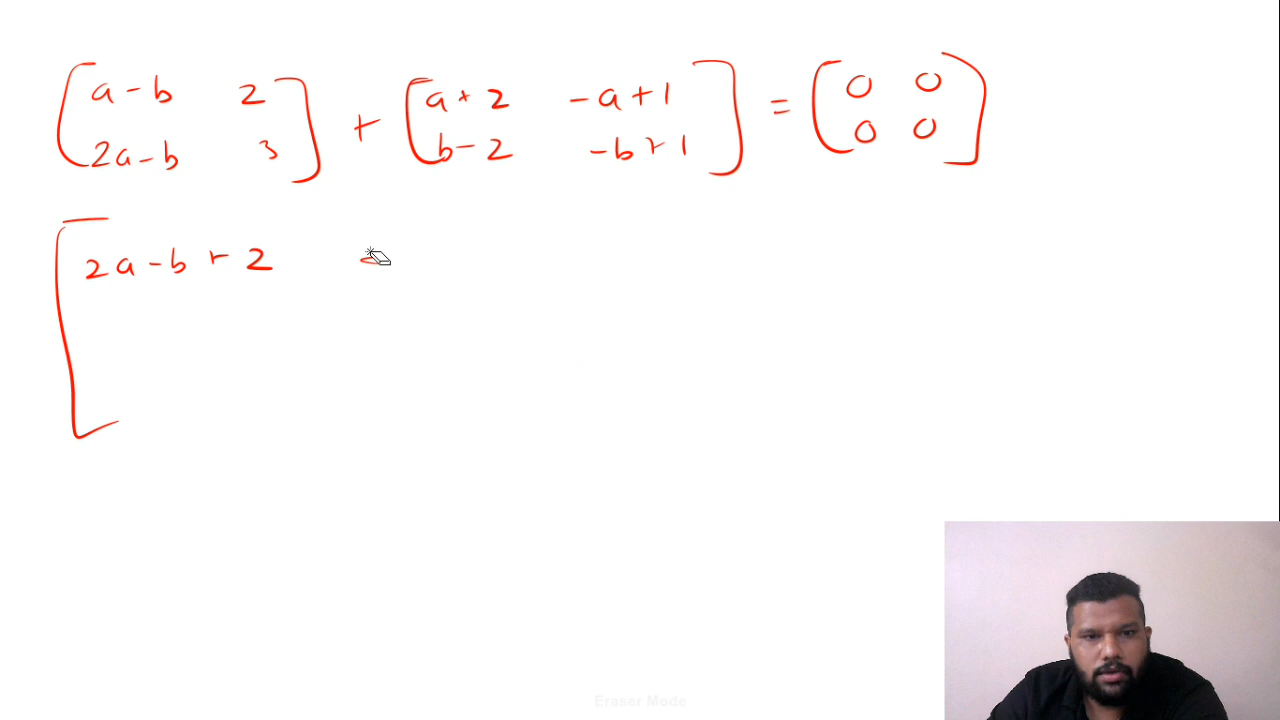 a - b 2 + a + 2 -a + 1 = 0 0
2a - b 3 b - 2 -b + 1 0 0
2a - b + 2
Eraser Mode